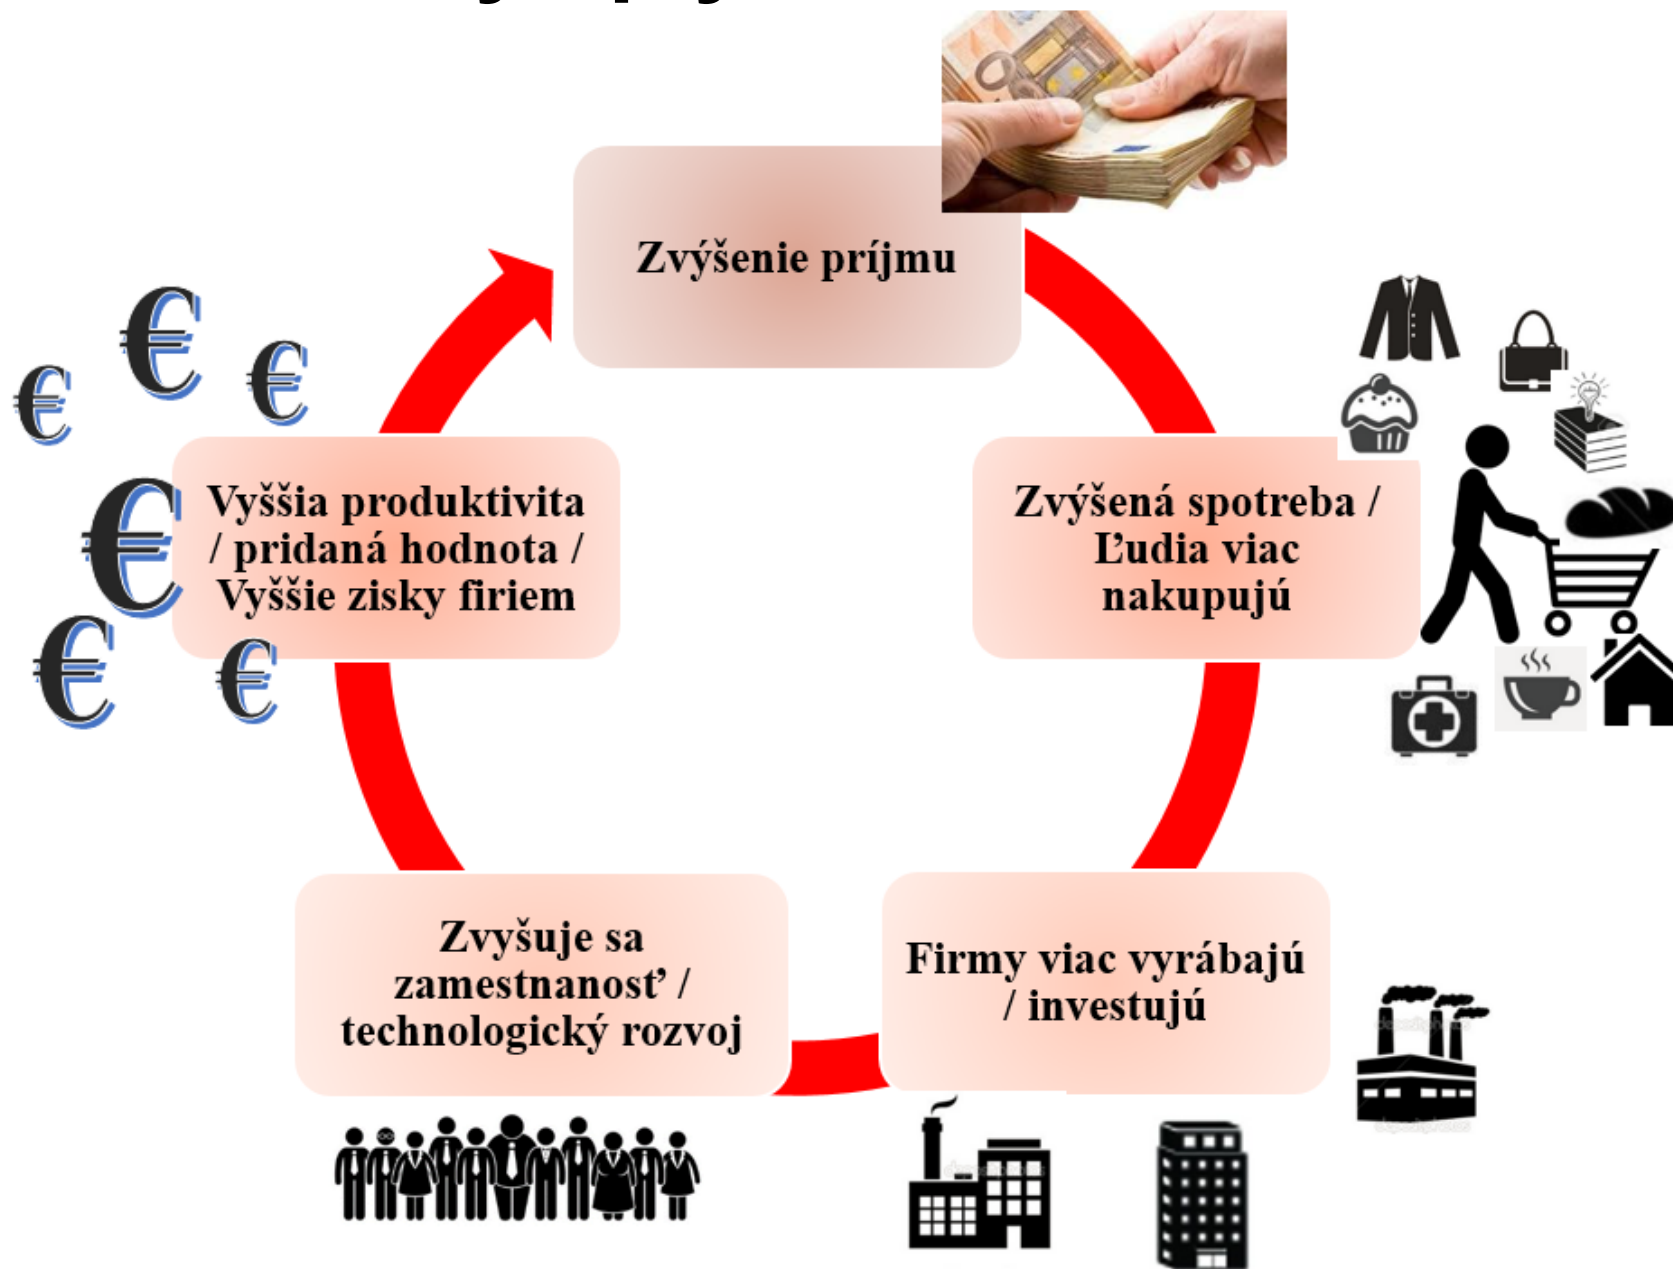 Zvýšenie príjmu
Zvýšená spotreba /
Ľudia viac
nakupujú
Firmy viac vyrábajú
/ investujú
Zvyšuje sa
zamestnanosť /
technologický rozvoj
Vyššia produktivita
/ pridaná hodnota /
Vyššie zisky firiem
€
€
€
€
€
€